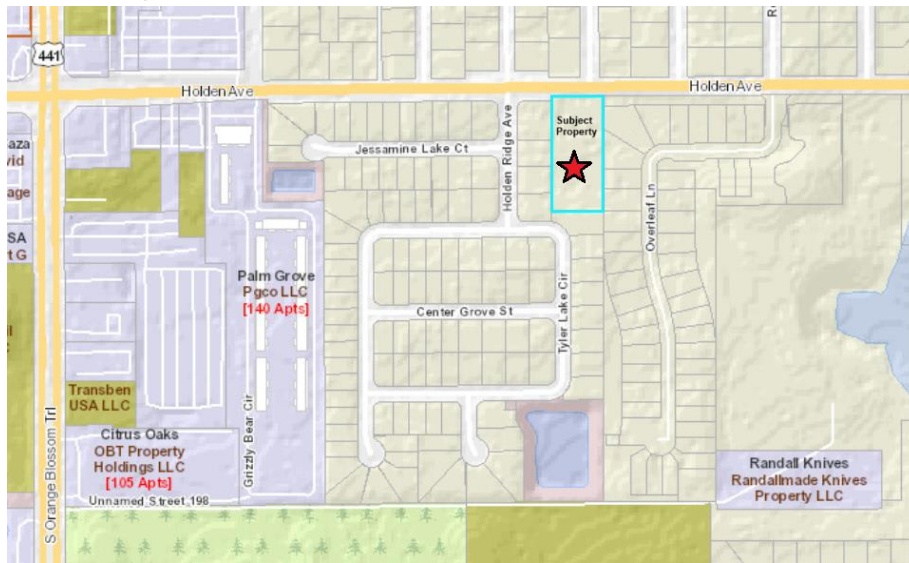 441
Holden Ave
Holden Ave
Jessamine Lake Ct
Holden Ridge Ave
Subject
Property
Overleaf Ln
aza
vid
age
SA
t G
Palm Grove
Pgco LLC
[140 Apts]
Center Grove St
Tyler Lake Cir
Transben
USA LLC
Citrus Oaks
OBT Property
Holdings LLC
[105 Apts]
Grizzly Bear Cir
Unnamed Street 198
S Orange Blossom Trl
Randall Knives
Randallmade Knives
Property LLC